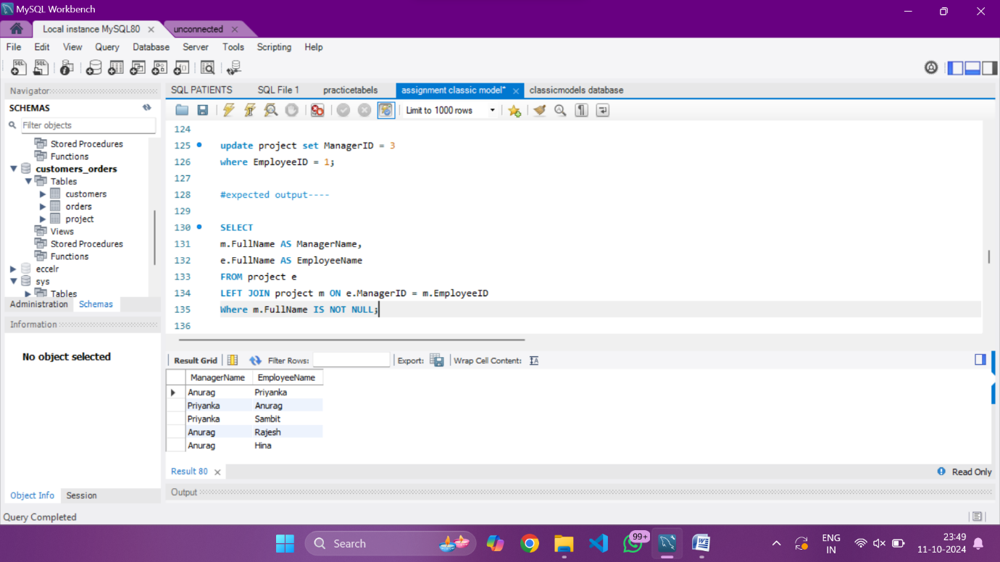 MySQL Workbench
Local instance MySQL80
unconnected
File Edit View Query Database Server Tools Scripting Help
Navigator
SCHEMAS
Filter objects
Stored Procedures
Functions
customers_orders
Tables
customers
orders
project
Views
Stored Procedures
Functions
eccelr
sys
Tables
Administration Schemas
Information
No object selected
Object Info Session
SQL PATIENTS SQL File 1 practicetabels assignment classic model* classicmodels database
Limit to 1000 rows
124
125 update project set ManagerID = 3
126 where EmployeeID = 1;
127
128 #expected output----
129
130 SELECT
131 m.FullName AS ManagerName,
132 e.FullName AS EmployeeName
133 FROM project e
134 LEFT JOIN project m ON e.ManagerID = m.EmployeeID
135 Where m.FullName IS NOT NULL;
136
Result Grid Filter Rows: Export: Wrap Cell Content:
ManagerName EmployeeName
Anurag Priyanka
Priyanka Anurag
Priyanka Sambit
Anurag Rajesh
Anurag Hina
Result 80
Read Only
Output
Query Completed
Search
99+
ENG
IN
23:49
11-10-2024